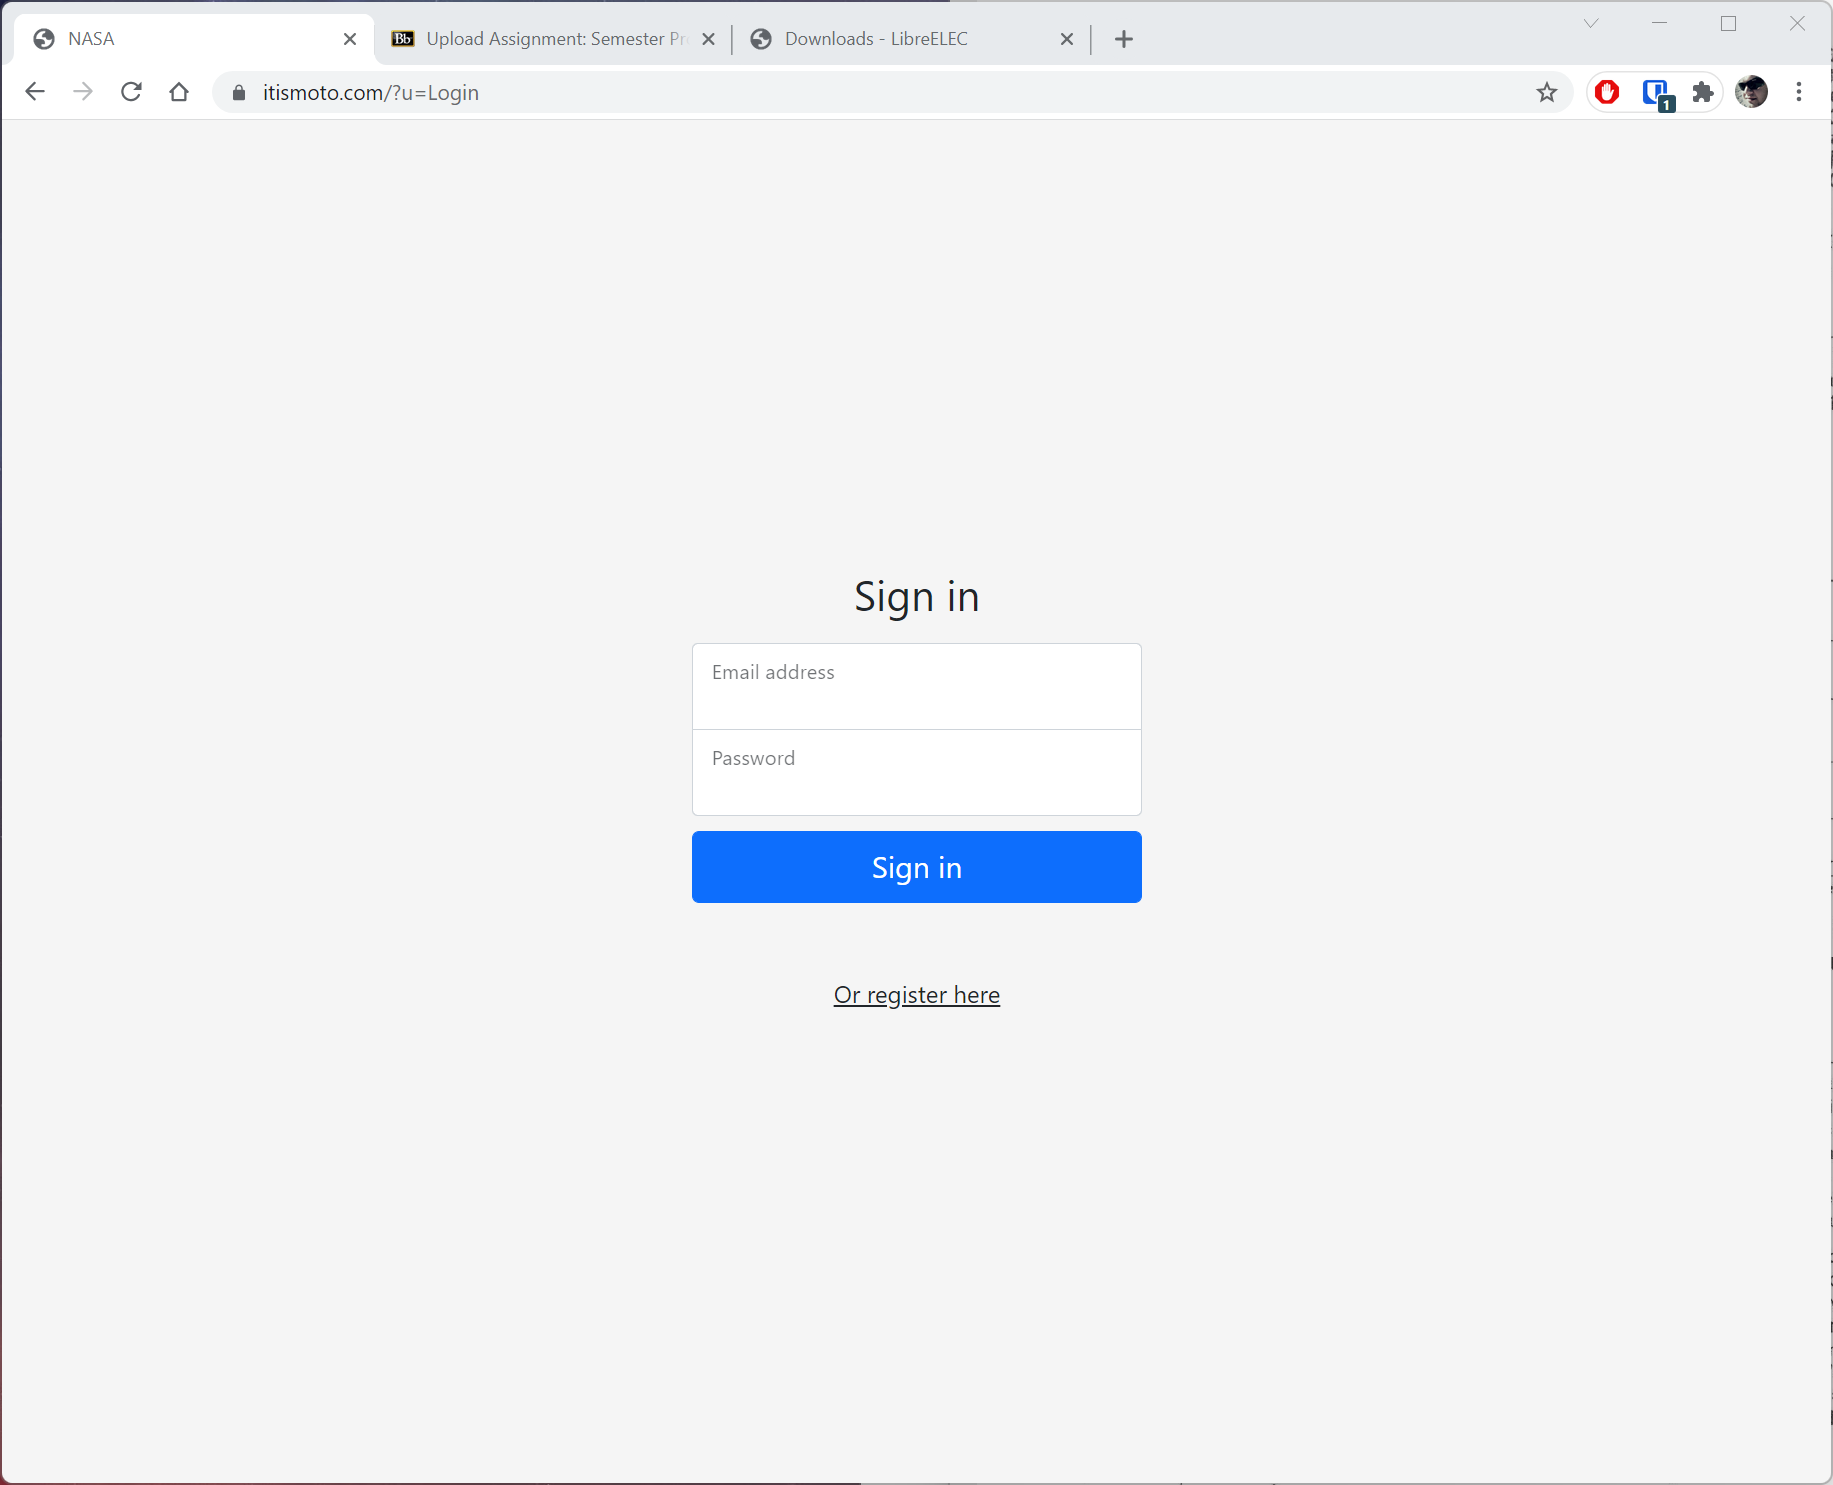 NASA
Upload Assignment: Semester Pr
Downloads - LibreELEC
itismoto.com/?u=Login
1
Sign in
Email address
Password
Sign in
Or register here